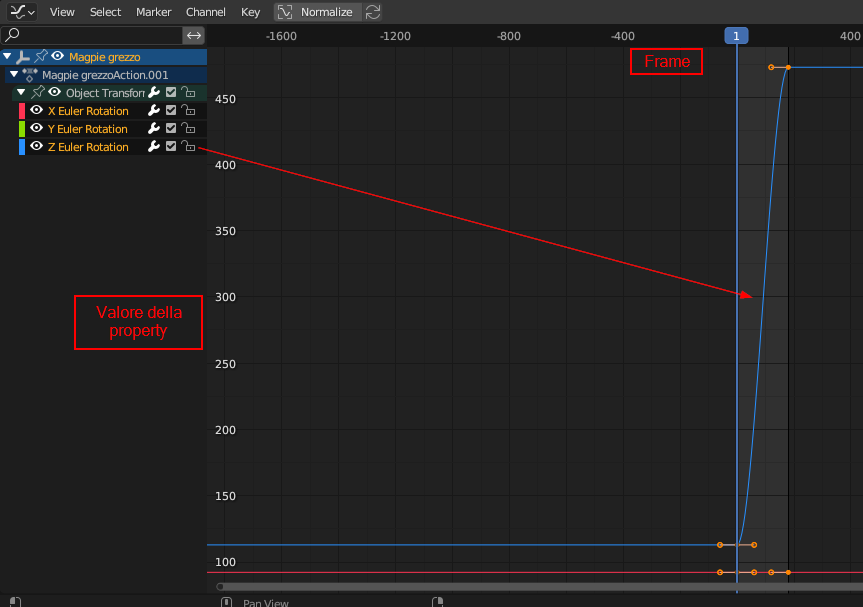 View Select Marker Channel Key Normalize
-1600 -1200 -800 -400 1 400
Frame
Magpie grezzo
Magpie grezzoAction.001
Object Transfor
X Euler Rotation
Y Euler Rotation
Z Euler Rotation
450
400
350
300
Valore della
property
250
200
150
100
Pan View